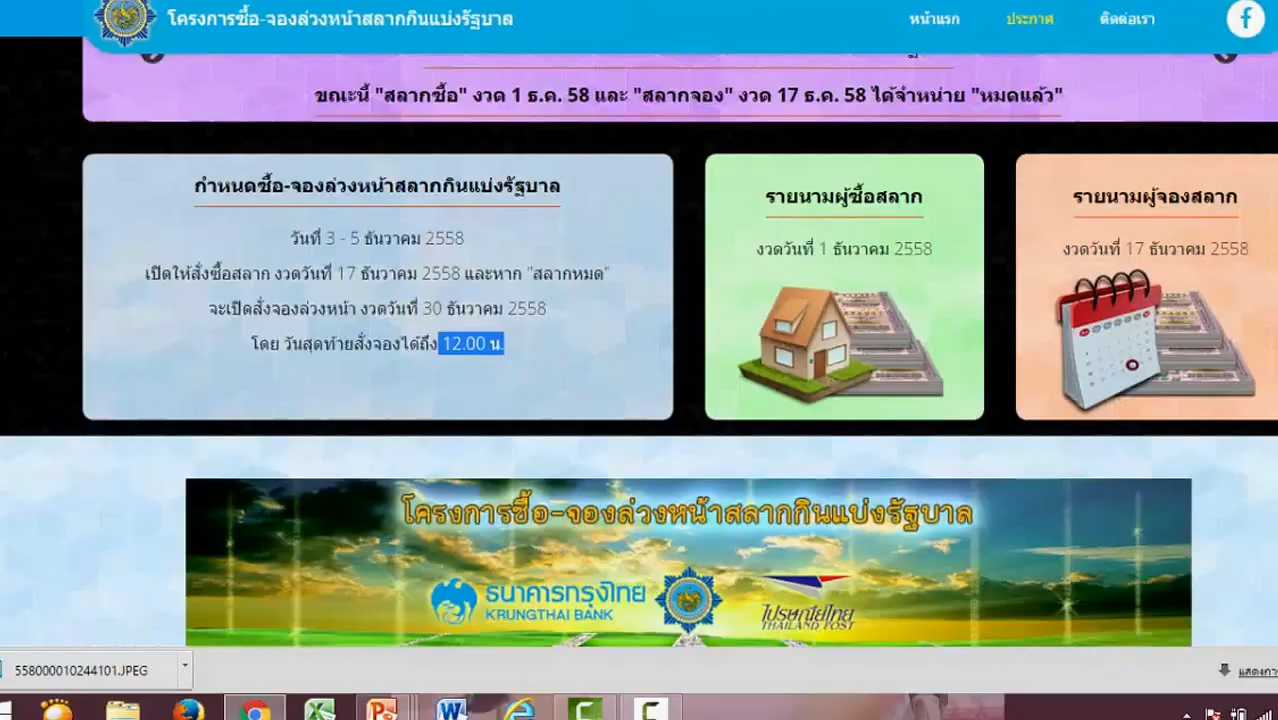 โครงการซื้อ-จองล่วงหน้าสลากกินแบ่งรัฐบาล
หน้าแรก
ประกาศ
ติดต่อเรา
ขณะนี้ "สลากซื้อ" งวด 1 ธ.ค. 58 และ "สลากจอง" งวด 17 ธ.ค. 58 ได้จำหน่าย "หมดแล้ว"
กำหนดซื้อ-จองล่วงหน้าสลากกินแบ่งรัฐบาล
วันที่ 3 - 5 ธันวาคม 2558
เปิดให้สั่งซื้อสลาก งวดวันที่ 17 ธันวาคม 2558 และหาก "สลากหมด"
จะเปิดสั่งจองล่วงหน้า งวดวันที่ 30 ธันวาคม 2558
โดย วันสุดท้ายสั่งจองได้ถึง 12.00 น.
รายนามผู้ซื้อสลาก
งวดวันที่ 1 ธันวาคม 2558
รายนามผู้จองสลาก
งวดวันที่ 17 ธันวาคม 2558
โครงการซื้อ-จองล่วงหน้าสลากกินแบ่งรัฐบาล
ธนาคารกรุงไทย
KRUNGTHAI BANK
ไปรษณีย์ไทย
THAILAND POST
558000010244101.JPEG